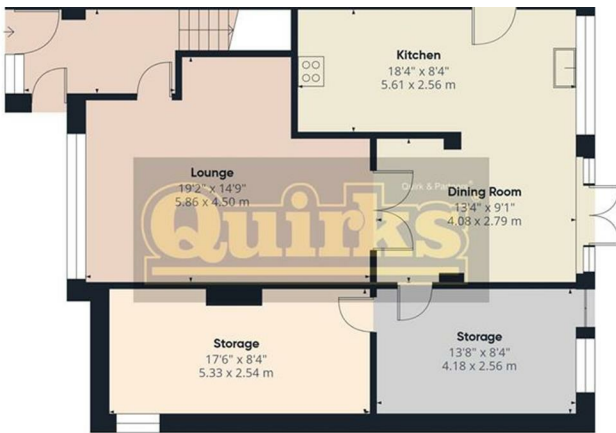 Kitchen
18'4" x 8'4"
5.61 x 2.56 m
Lounge
19'2" x 14'9"
5.86 x 4.50 m
Quirk & Partners
Dining Room
13'4" x 9'1"
4.08 x 2.79 m
Quirks
Storage
17'6" x 8'4"
5.33 x 2.54 m
Storage
13'8" x 8'4"
4.18 x 2.56 m